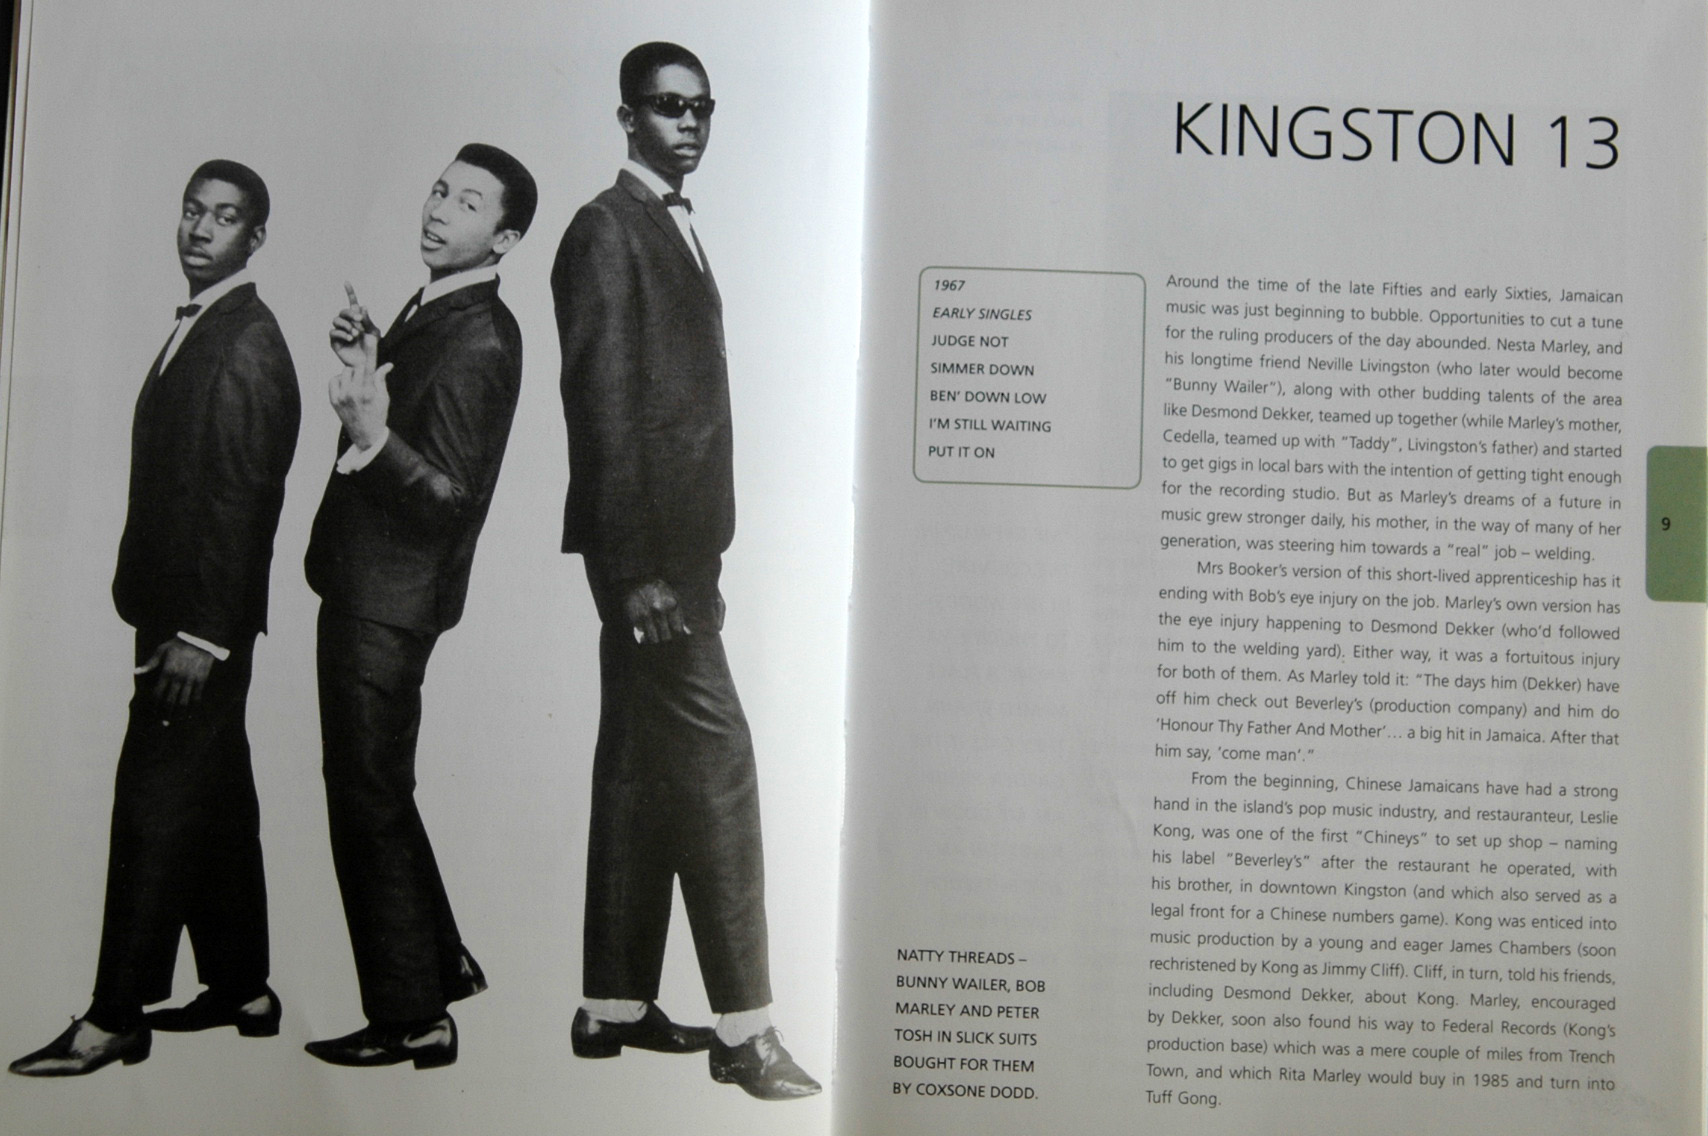 KINGSTON 13
1967
EARLY SINGLES
JUDGE NOT
SIMMER DOWN
BEN' DOWN LOW
I'M STILL WAITING
PUT IT ON
Around the time of the late Fifties and early Sixties, Jamaican
music was just beginning to bubble. Opportunities to cut a tune
for the ruling producers of the day abounded. Nesta Marley, and
his longtime friend Neville Livingston (who later would become
"Bunny Wailer"), along with other budding talents of the area
like Desmond Dekker, teamed up together (while Marley's mother,
Cedella, teamed up with "Taddy", Livingston's father) and started
to get gigs in local bars with the intention of getting tight enough
for the recording studio. But as Marley's dreams of a future in
music grew stronger daily, his mother, in the way of many of her
generation, was steering him towards a "real" job – welding.
Mrs Booker's version of this short-lived apprenticeship has it
ending with Bob's eye injury on the job. Marley's own version has
the eye injury happening to Desmond Dekker (who'd followed
him to the welding yard). Either way, it was a fortuitous injury
for both of them. As Marley told it: "The days him (Dekker) have
off him check out Beverley's (production company) and him do
'Honour Thy Father And Mother'... a big hit in Jamaica. After that
him say, 'come man'."
From the beginning, Chinese Jamaicans have had a strong
hand in the island's pop music industry, and restauranteur, Leslie
Kong, was one of the first "Chineys" to set up shop – naming
his label "Beverley's" after the restaurant he operated, with
his brother, in downtown Kingston (and which also served as a
legal front for a Chinese numbers game). Kong was enticed into
music production by a young and eager James Chambers (soon
rechristened by Kong as Jimmy Cliff). Cliff, in turn, told his friends,
including Desmond Dekker, about Kong. Marley, encouraged
by Dekker, soon also found his way to Federal Records (Kong's
production base) which was a mere couple of miles from Trench
Town, and which Rita Marley would buy in 1985 and turn into
Tuff Gong.
9
NATTY THREADS –
BUNNY WAILER, BOB
MARLEY AND PETER
TOSH IN SLICK SUITS
BOUGHT FOR THEM
BY COXSONE DODD.